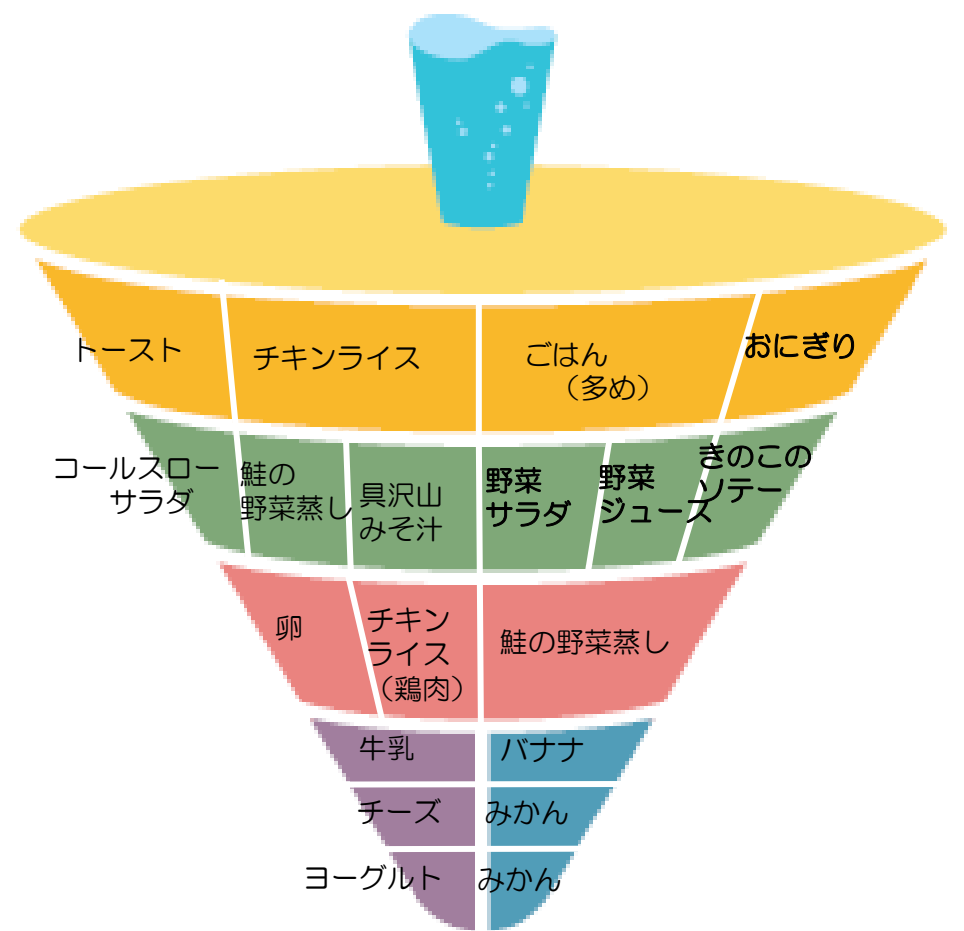 トースト
チキンライス
ごはん
（多め）
おにぎり
コールスロー
サラダ
鮭の
野菜蒸し
具沢山
みそ汁
野菜
サラダ
野菜
ジュース
きのこの
ソテー
卵
チキン
ライス
（鶏肉）
鮭の野菜蒸し
牛乳
バナナ
チーズ
みかん
ヨーグルト
みかん